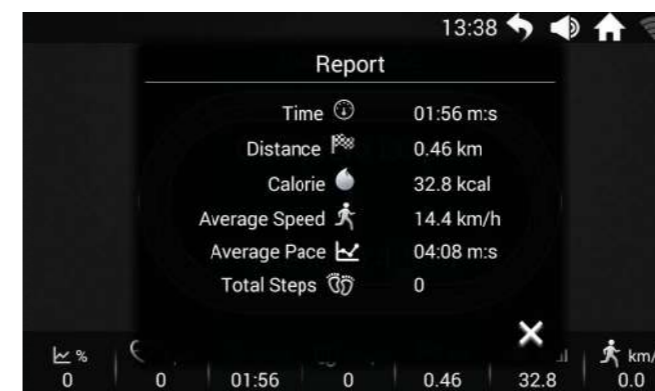 13:38
Report
Time 01:56 m:s
Distance 0.46 km
Calorie 32.8 kcal
Average Speed 14.4 km/h
Average Pace 04:08 m:s
Total Steps 0
% km/
0 0 01:56 0 0.46 32.8 0.0